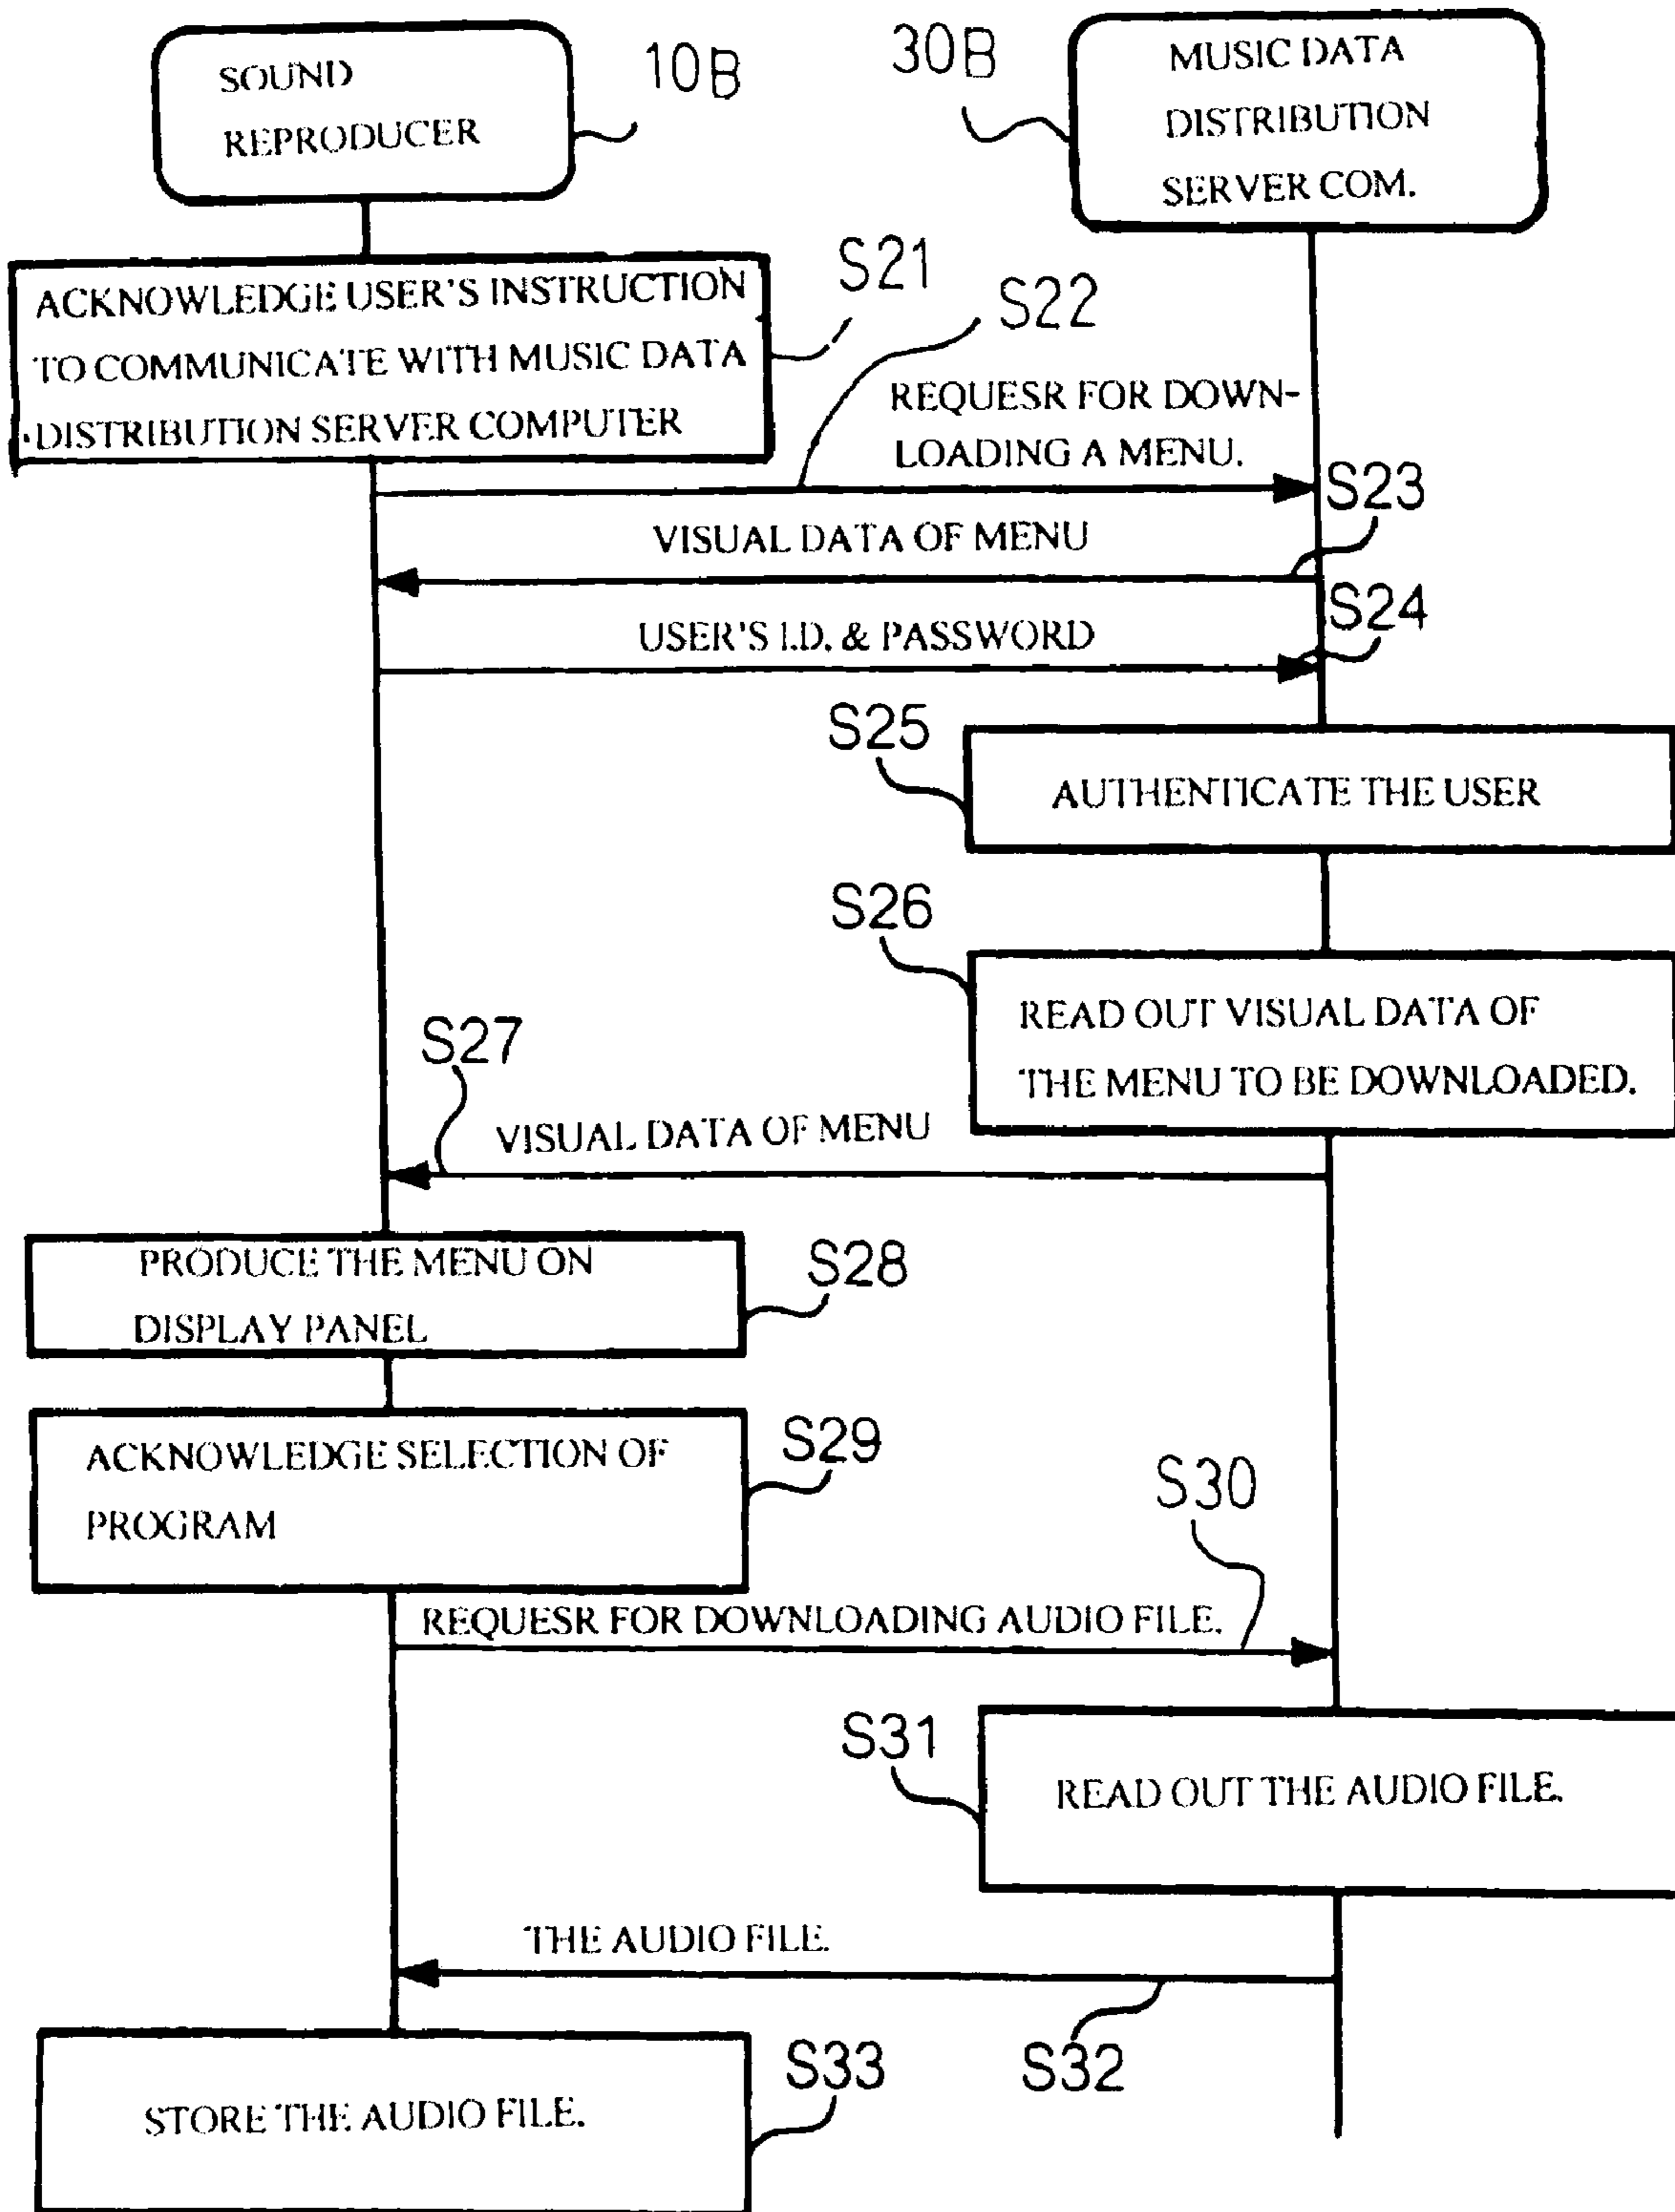 SOUND
REPRODUCER
10B
30B
MUSIC DATA
DISTRIBUTION
SERVER COM.
ACKNOWLEDGE USER'S INSTRUCTION
TO COMMUNICATE WITH MUSIC DATA
DISTRIBUTION SERVER COMPUTER
S21
S22
REQUESR FOR DOWN-
LOADING A MENU.
S23
VISUAL DATA OF MENU
S24
USER'S I.D. & PASSWORD
S25
AUTHENTICATE THE USER
S26
READ OUT VISUAL DATA OF
THE MENU TO BE DOWNLOADED.
S27
VISUAL DATA OF MENU
PRODUCE THE MENU ON
DISPLAY PANEL
S28
ACKNOWLEDGE SELECTION OF
PROGRAM
S29
S30
REQUESR FOR DOWNLOADING AUDIO FILE.
S31
READ OUT THE AUDIO FILE.
THE AUDIO FILE.
S32
STORE THE AUDIO FILE.
S33